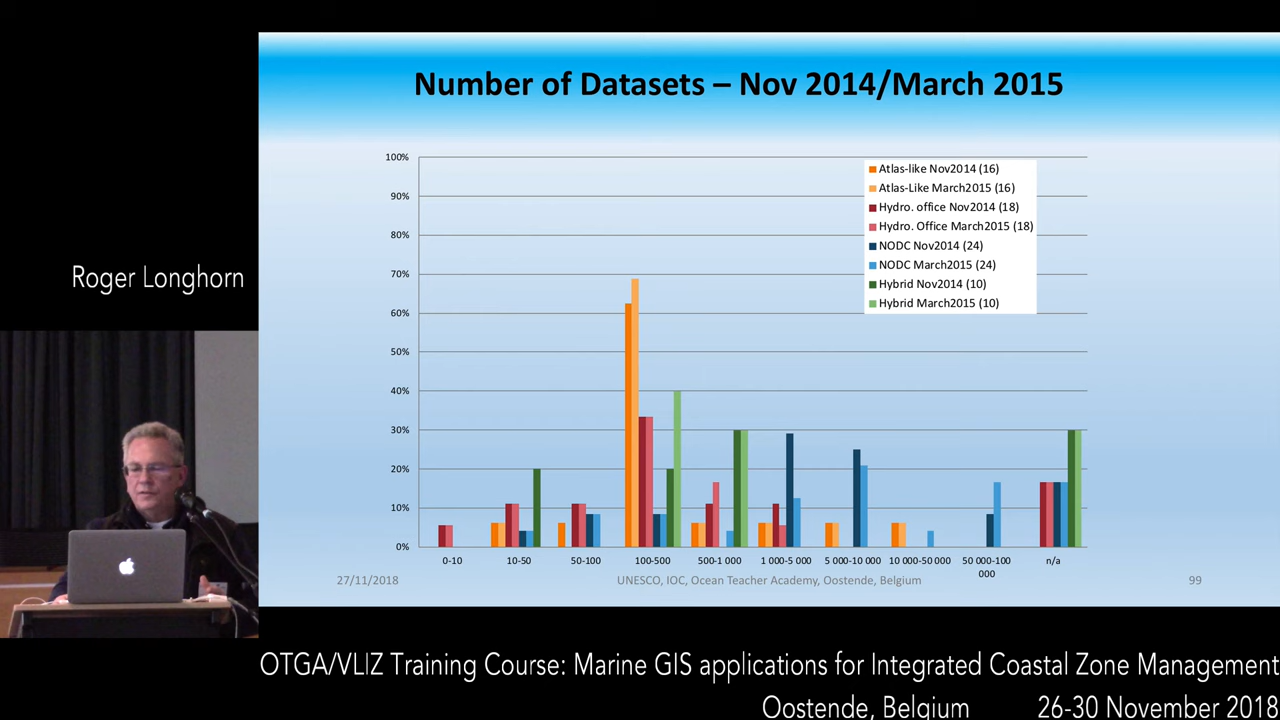 Number of Datasets – Nov 2014/March 2015
100%
90%
80%
70%
60%
50%
40%
30%
20%
10%
0%
Atlas-like Nov2014 (16)
Atlas-Like March2015 (16)
Hydro. office Nov2014 (18)
Hydro. Office March2015 (18)
NODC Nov2014 (24)
NODC March2015 (24)
Hybrid Nov2014 (10)
Hybrid March2015 (10)
0-10
10-50
50-100
100-500
500-1 000
1 000-5 000
5 000-10 000
10 000-50 000
50 000-100
000
n/a
27/11/2018
UNESCO, IOC, Ocean Teacher Academy, Oostende, Belgium
99
Roger Longhorn
OTGA/VLIZ Training Course: Marine GIS applications for Integrated Coastal Zone Management
Oostende, Belgium 26-30 November 2018